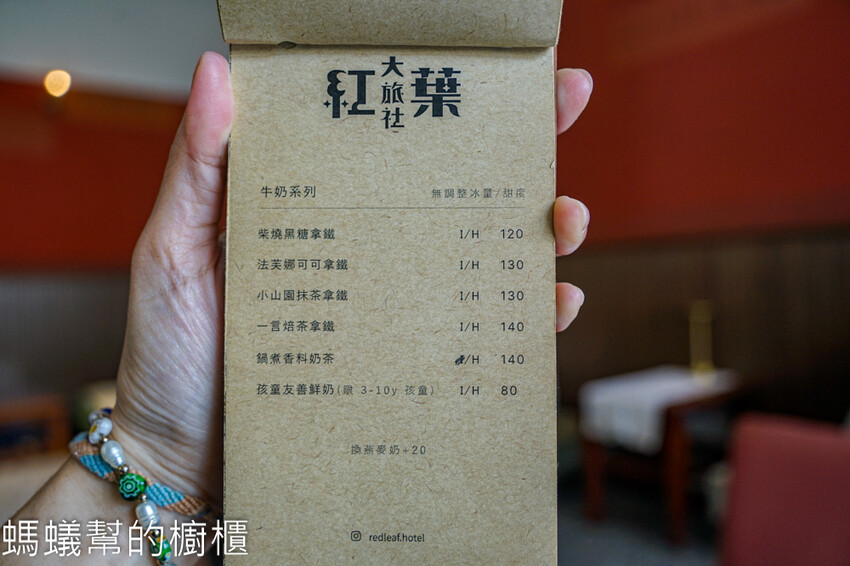 紅葉大旅社
牛奶系列 無調整冰量/甜度
柴燒黑糖拿鐵 I/H 120
法芙娜可可拿鐵 I/H 130
小山園抹茶拿鐵 I/H 130
一言焙茶拿鐵 I/H 140
鍋煮香料奶茶 /H 140
孩童友善鮮奶(限 3-10y 孩童) I/H 80
換燕麥奶+20
redleaf.hotel
螞蟻幫的櫥櫃